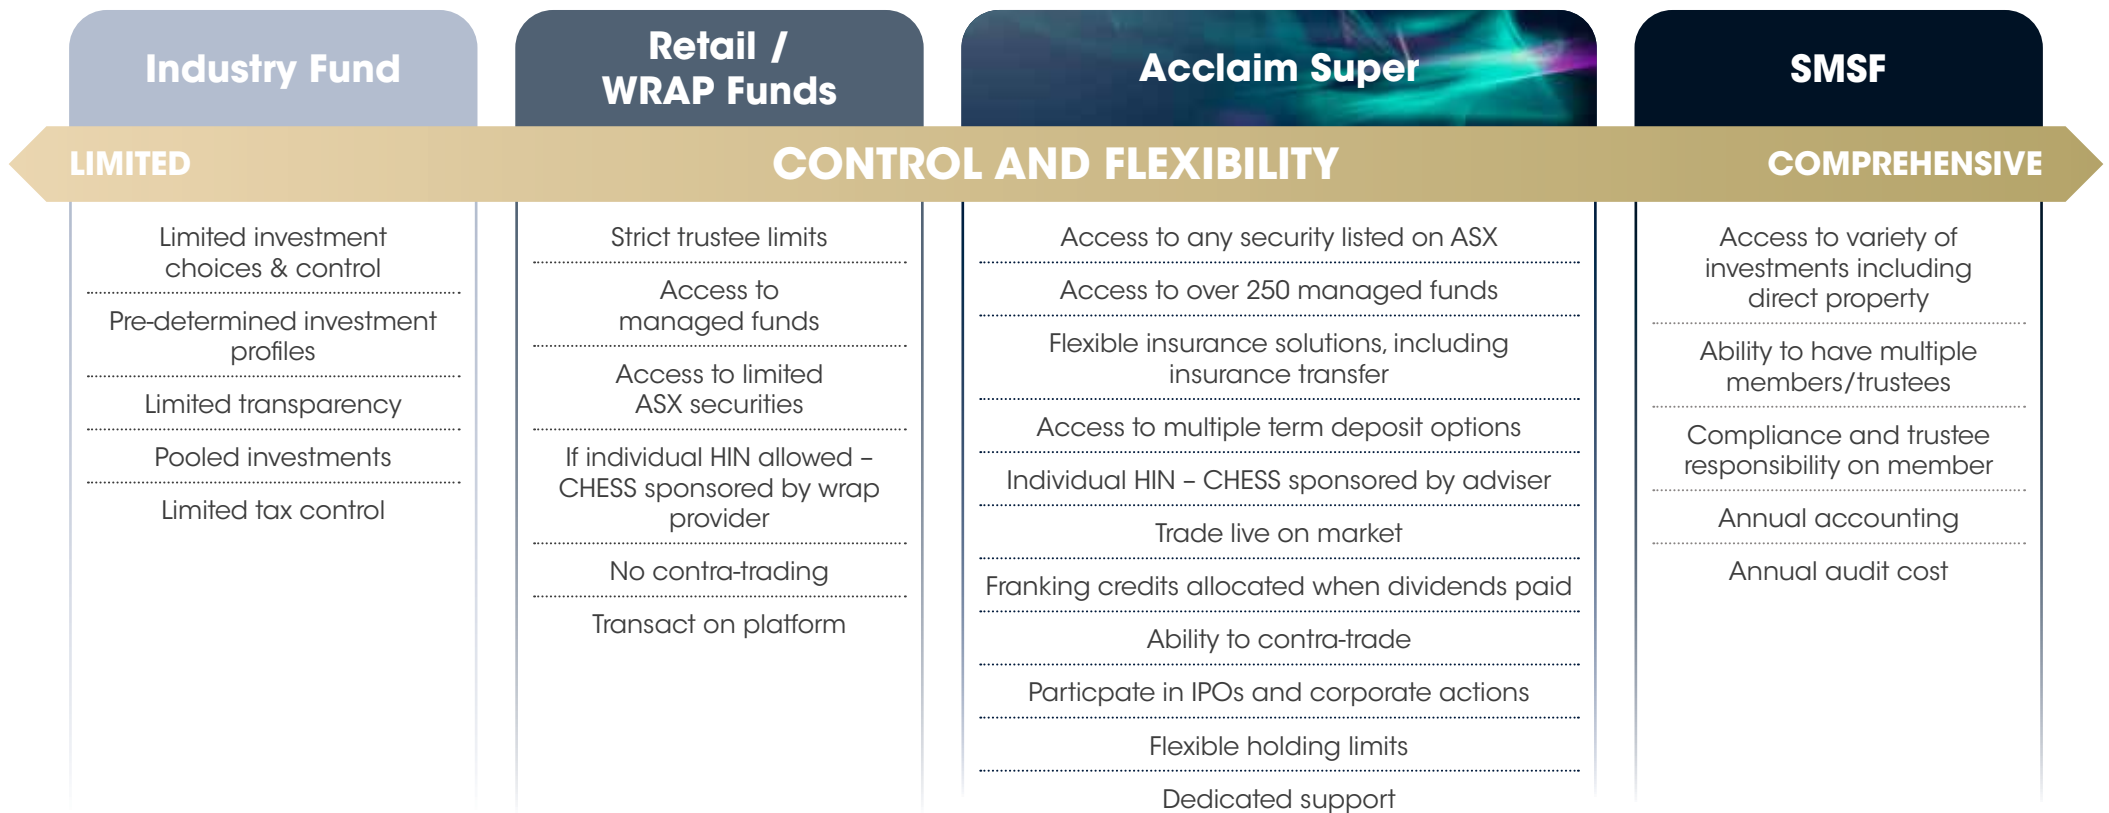 Industry Fund
Retail /
WRAP Funds
Acclaim Super
SMSF
LIMITED
CONTROL AND FLEXIBILITY
COMPREHENSIVE
Limited investment
choices & control
Pre-determined investment
profiles
Limited transparency
Pooled investments
Limited tax control
Strict trustee limits
Access to
managed funds
Access to limited
ASX securities
If individual HIN allowed –
CHESS sponsored by wrap
provider
No contra-trading
Transact on platform
Access to any security listed on ASX
Access to over 250 managed funds
Flexible insurance solutions, including
insurance transfer
Access to multiple term deposit options
Individual HIN – CHESS sponsored by adviser
Trade live on market
Franking credits allocated when dividends paid
Ability to contra-trade
Particpate in IPOs and corporate actions
Flexible holding limits
Dedicated support
Access to variety of
investments including
direct property
Ability to have multiple
members/trustees
Compliance and trustee
responsibility on member
Annual accounting
Annual audit cost